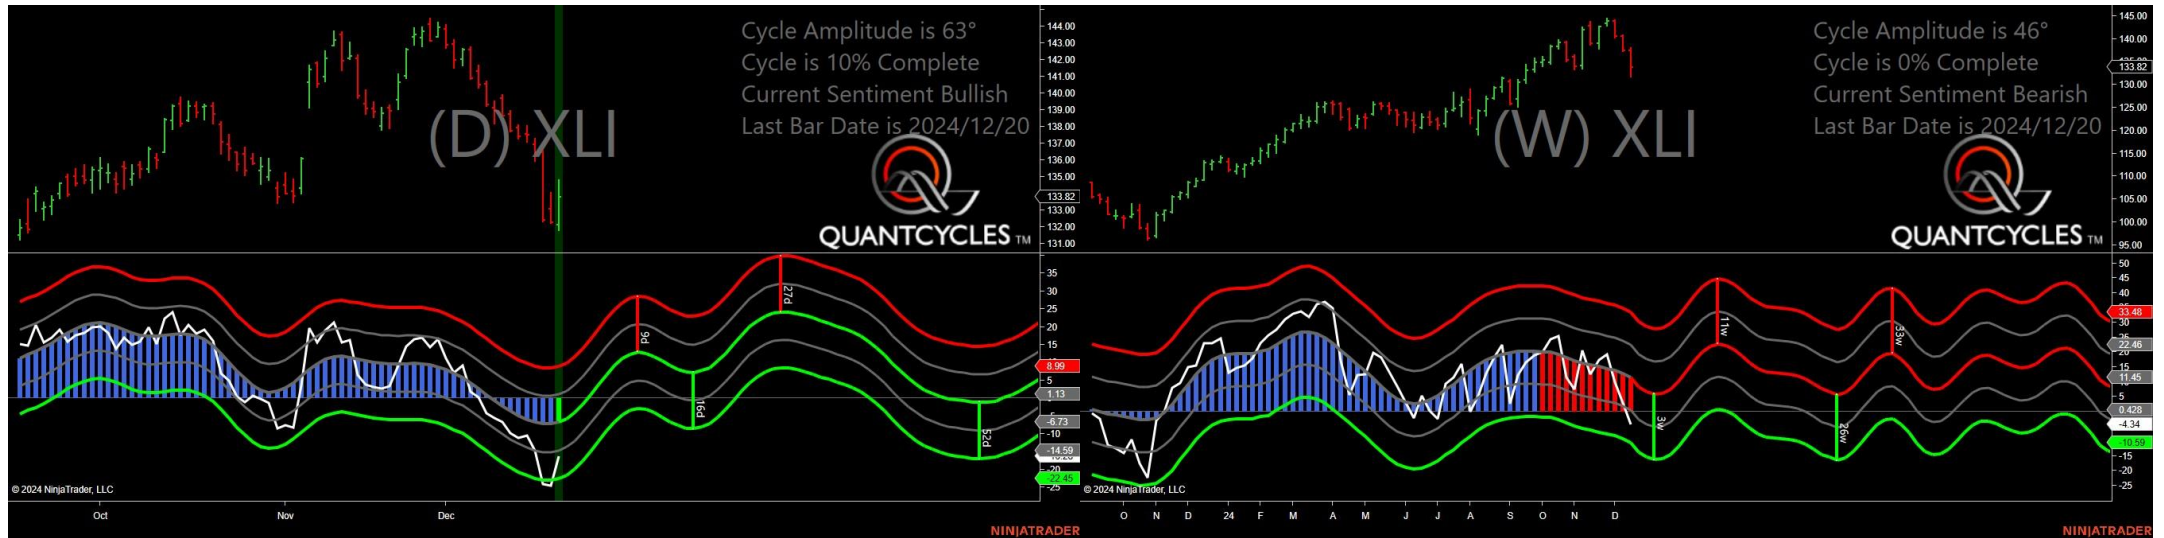 Cycle Amplitude is 63°
Cycle is 10% Complete
Current Sentiment Bullish
Last Bar Date is 2024/12/20
(D) XLI
QUANTCYCLES TM
144.00
143.00
142.00
141.00
140.00
139.00
138.00
137.00
136.00
135.00
133.82
133.00
132.00
131.00
35
30
25
20
15
8.99
5
1.13
-6.73
-10
-14.59
-20
-22.45
-25
9d
16d
27d
52d
© 2024 NinjaTrader, LLC
Oct
Nov
Dec
NINJATRADER
Cycle Amplitude is 46°
Cycle is 0% Complete
Current Sentiment Bearish
Last Bar Date is 2024/12/20
(W) XLI
QUANTCYCLES TM
145.00
140.00
133.82
130.00
125.00
120.00
115.00
110.00
105.00
100.00
95.00
50
45
40
33.48
30
22.46
20
11.45
5
0.428
-4.34
-10.59
-15
-20
-25
3w
11w
26w
33w
© 2024 NinjaTrader, LLC
O
N
D
24
F
M
A
M
J
J
A
S
O
N
D
NINJATRADER